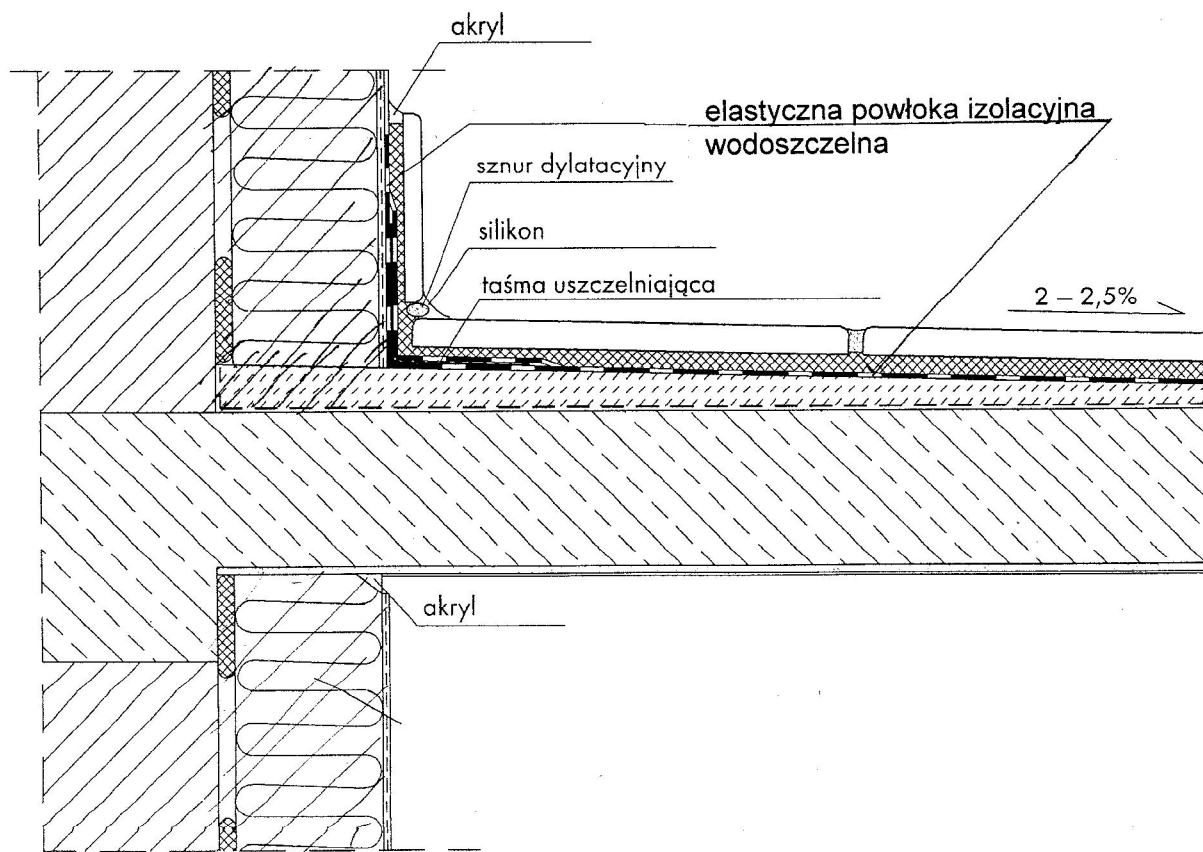 akryl
elastyczna powłoka izolacyjna
wodoszczelna
sznur dylatacyjny
silikon
taśma uszczelniająca
2 – 2,5%
akryl